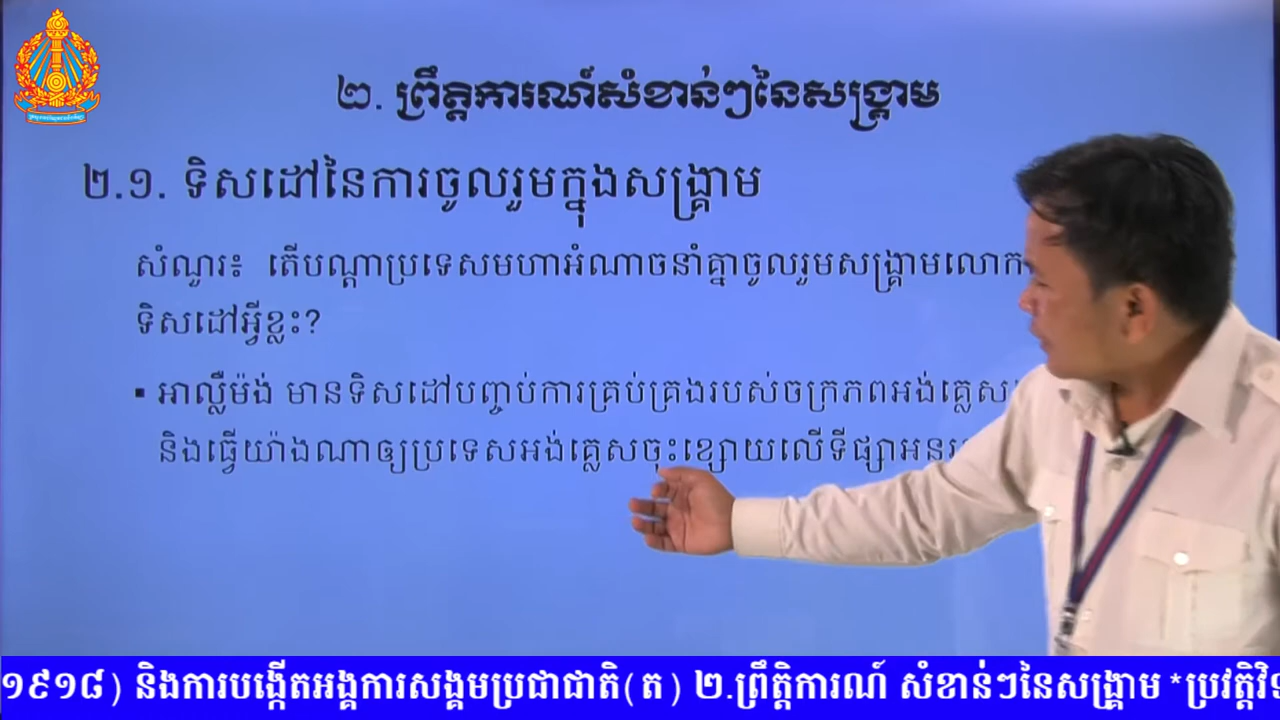 ២. ព្រឹត្តិការណ៍សំខាន់ៗនៃសង្គ្រាម
២.១. ទិសដៅនៃការចូលរួមក្នុងសង្គ្រាម
សំណួរ៖ តើបណ្តាប្រទេសមហាអំណាចនាំគ្នាចូលរួមសង្គ្រាមលោក
ទិសដៅអ្វីខ្លះ?
▪ អាល្លឺម៉ង់ មានទិសដៅបញ្ចប់ការគ្រប់គ្រងរបស់ចក្រភពអង់គ្លេស
និងធ្វើយ៉ាងណាឲ្យប្រទេសអង់គ្លេសចុះខ្សោយលើទីផ្សា
១៩១៨) និងការបង្កើតអង្គការសង្គមប្រជាជាតិ(ត) ២.ព្រឹត្តិការណ៍ សំខាន់ៗនៃសង្គ្រាម *ប្រវត្តិវិ